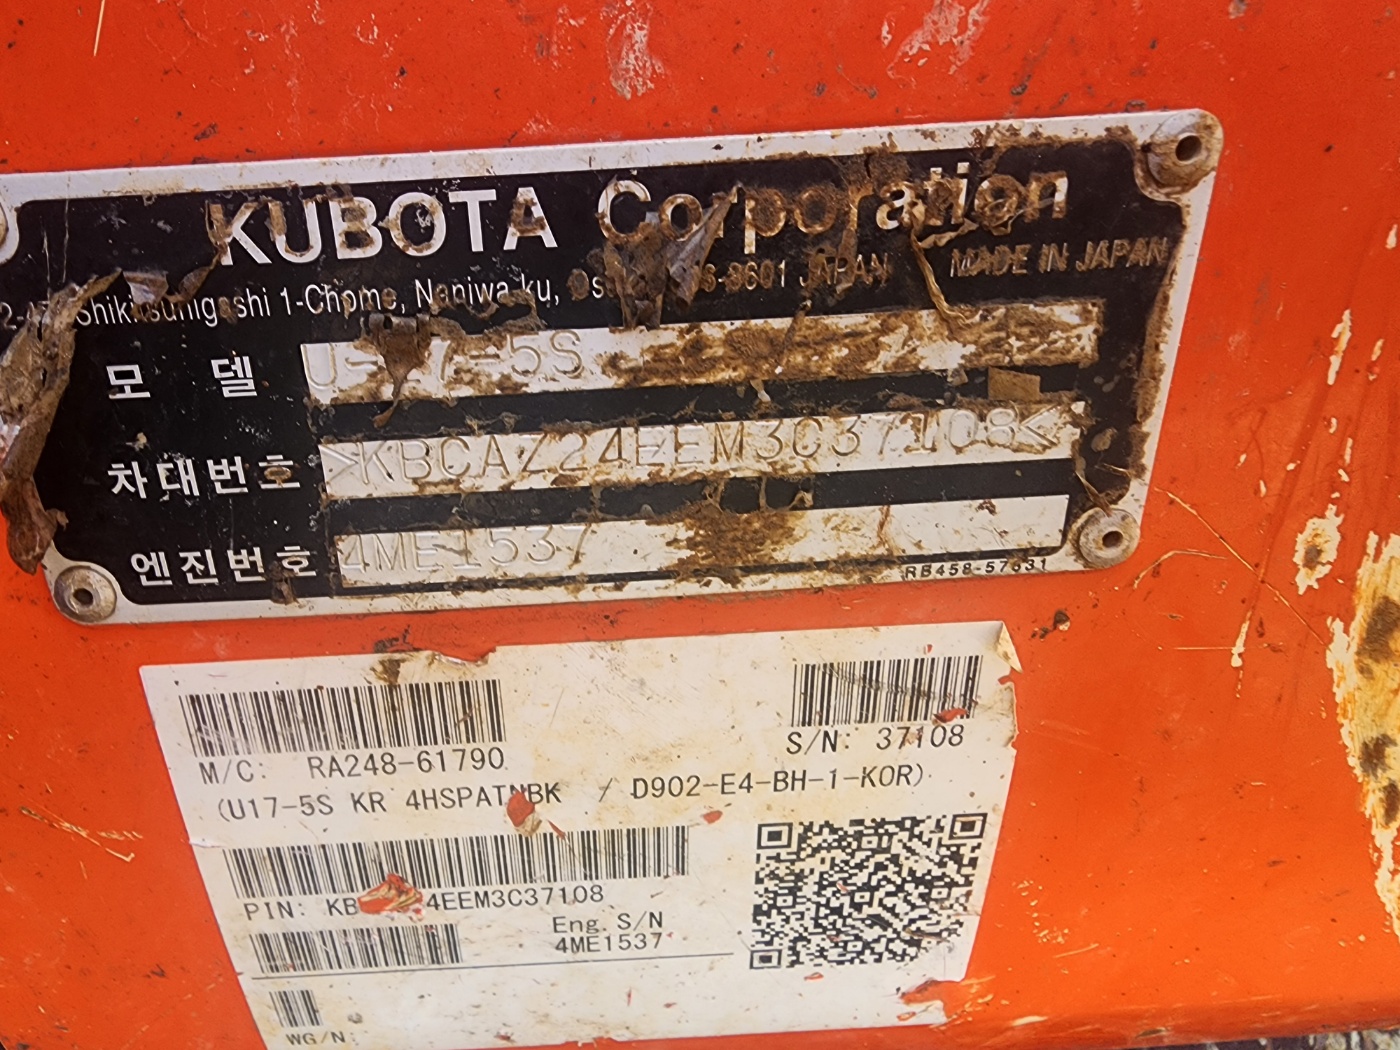 KUBOTA Corporation
1-Chome, Naniwa-ku, JAPAN MADE IN JAPAN
모 델 U-17-5S
차대번호 >KBCAZ24EEM3C37108<
엔진번호 4ME1537
RB458-57631
M/C: RA248-61790
S/N: 37108
(U17-5S KR 4HSPATNBK / D902-E4-BH-1-KOR)
PIN: 4EEM3C37108
Eng. S/N
4ME1537
WG/N: